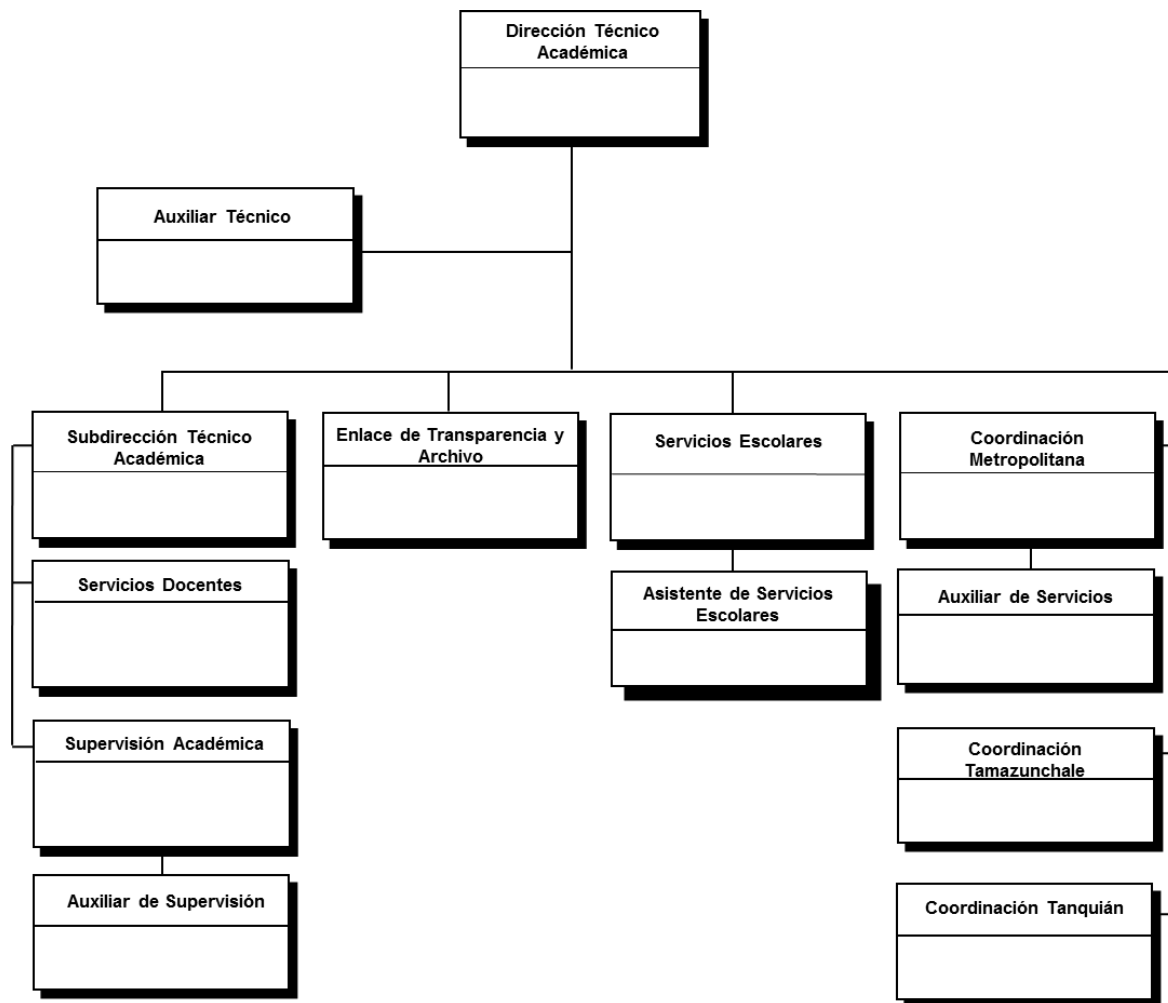 Dirección Técnico
Académica
Auxiliar Técnico
Subdirección Técnico
Académica
Enlace de Transparencia y
Archivo
Servicios Escolares
Coordinación
Metropolitana
Servicios Docentes
Asistente de Servicios
Escolares
Auxiliar de Servicios
Supervisión Académica
Coordinación
Tamazunchale
Auxiliar de Supervisión
Coordinación Tanquián